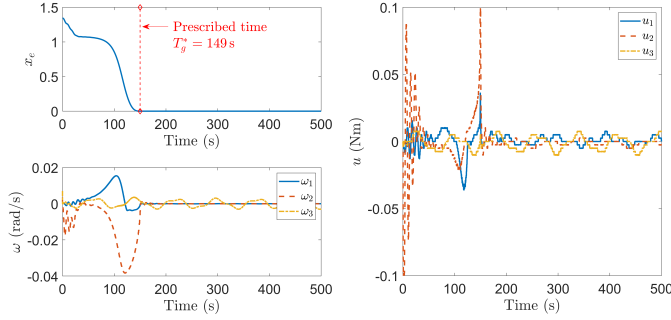 1.5
1
0.5
0
x_e
Prescribed time
T_g^* = 149 s
0 100 200 300 400 500
Time (s)
0.02
0
-0.02
-0.04
ω (rad/s)
ω_1
ω_2
ω_3
0 100 200 300 400 500
Time (s)
0.1
0.05
0
-0.05
-0.1
u (Nm)
u_1
u_2
u_3
0 100 200 300 400 500
Time (s)